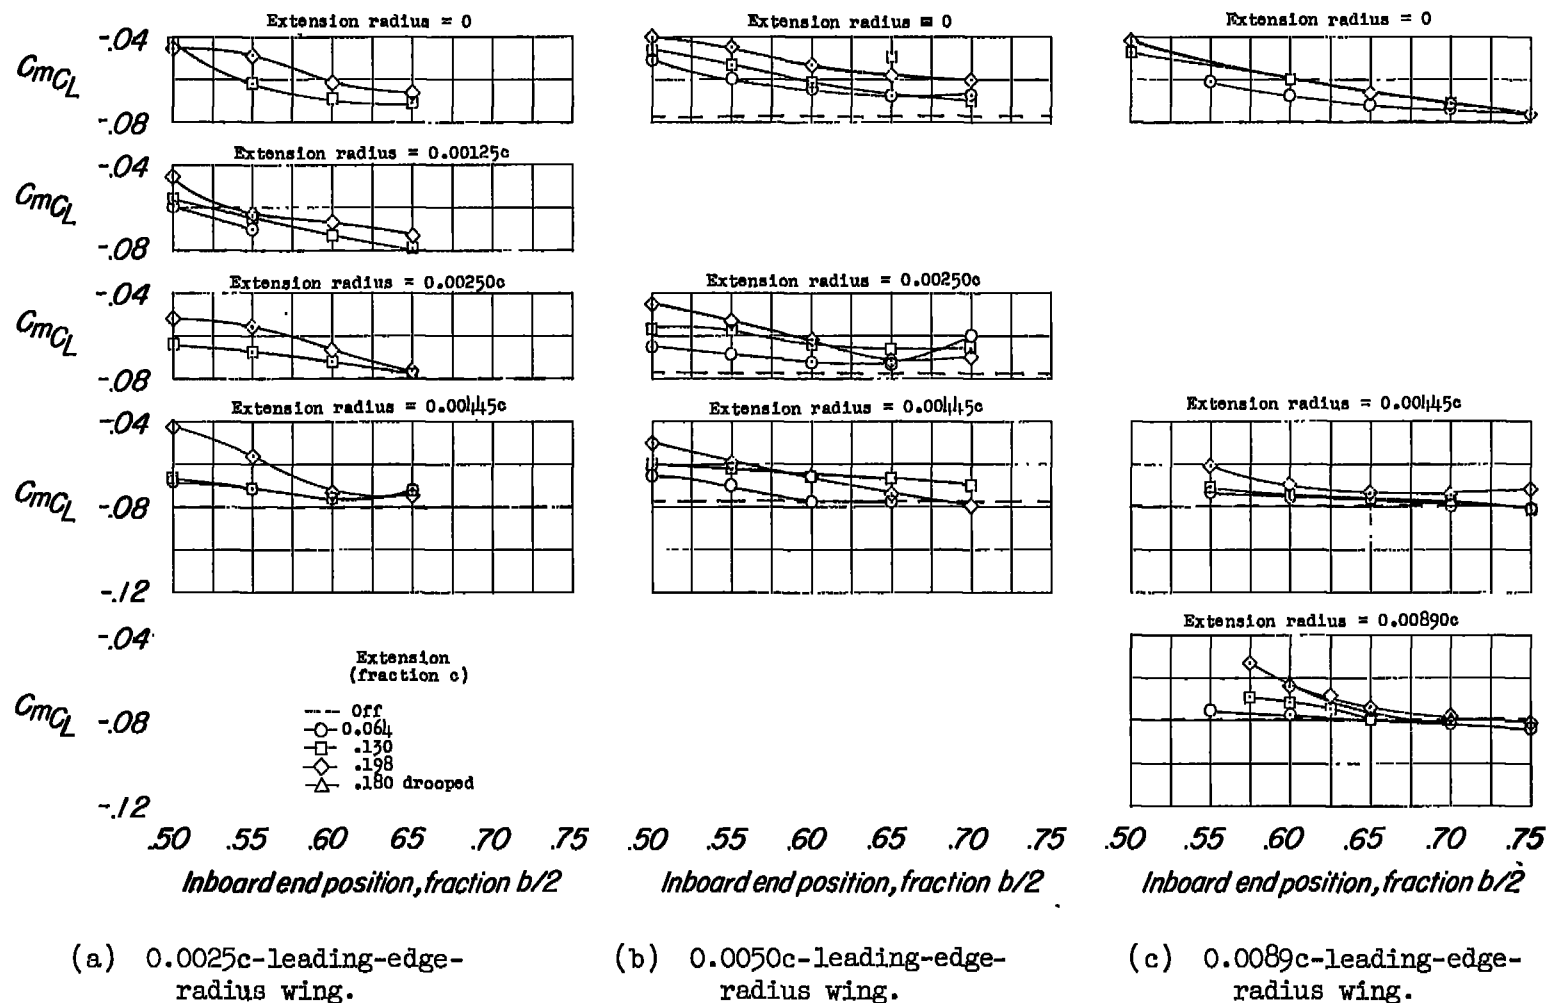 Extension radius = 0
Extension radius = 0
Extension radius = 0
CmCL
-.04
-.08
Extension radius = 0.00125c
CmCL
-.04
-.08
Extension radius = 0.00250c
Extension radius = 0.00250c
CmCL
-.04
-.08
Extension radius = 0.00445c
Extension radius = 0.00445c
Extension radius = 0.00445c
CmCL
-.04
-.08
-.12
Extension radius = 0.00890c
CmCL
-.04
-.08
-.12
Extension
(fraction c)
Off
0.064
.130
.198
.180 drooped
.50 .55 .60 65 .70 .75
.50 .55 .60 .65 .70 .75
.50 .55 .60 .65 .70 .75
Inboard end position, fraction b/2
Inboard end position, fraction b/2
Inboard end position, fraction b/2
(a) 0.0025c-leading-edge-
radius wing.
(b) 0.0050c-leading-edge-
radius wing.
(c) 0.0089c-leading-edge-
radius wing.